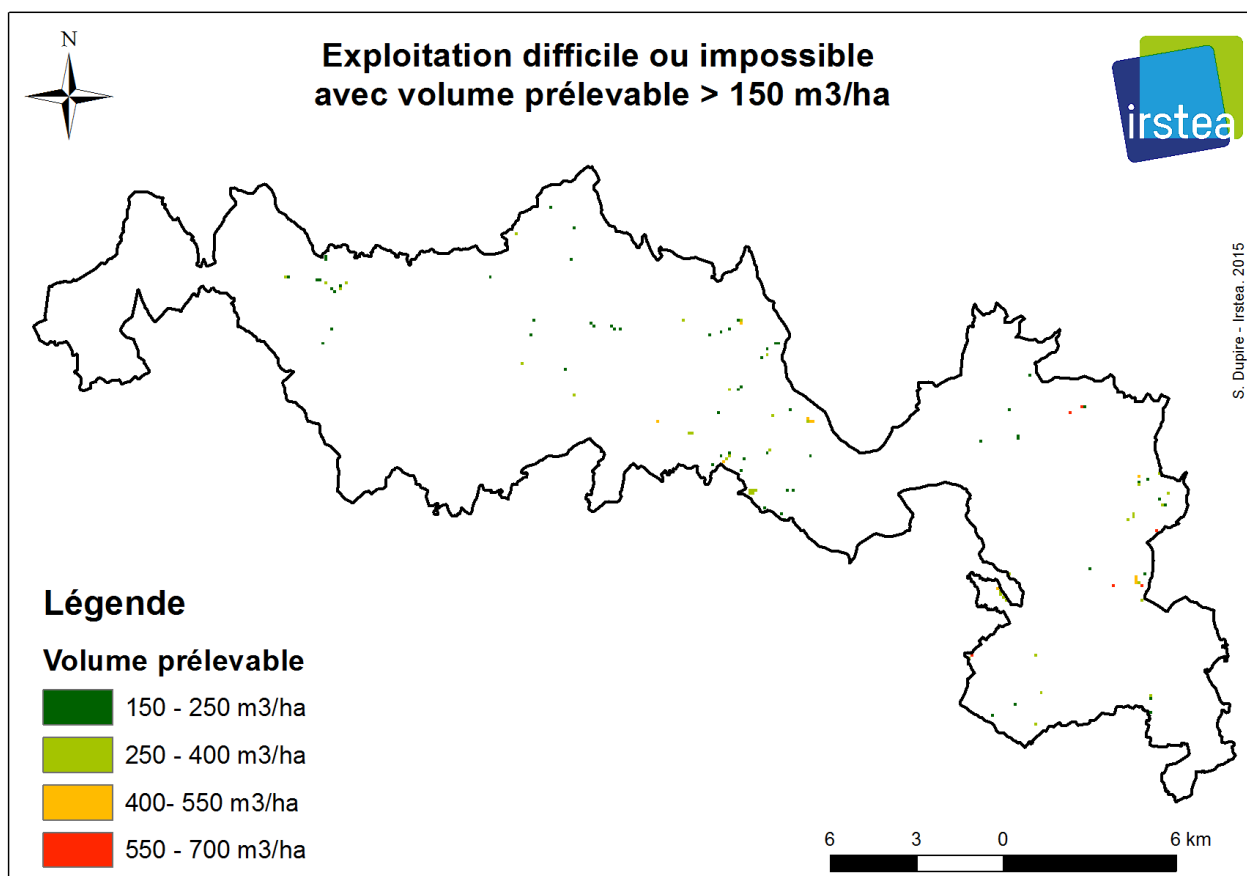 N
Exploitation difficile ou impossible
avec volume prélevable > 150 m3/ha
irstea
S. Dupire - Irstea, 2015
Légende
Volume prélevable
150 - 250 m3/ha
250 - 400 m3/ha
400- 550 m3/ha
550 - 700 m3/ha
6 3 0 6 km